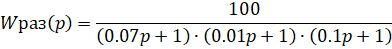 Wраз(p) = 100 / ((0.07p + 1) · (0.01p + 1) · (0.1p + 1))